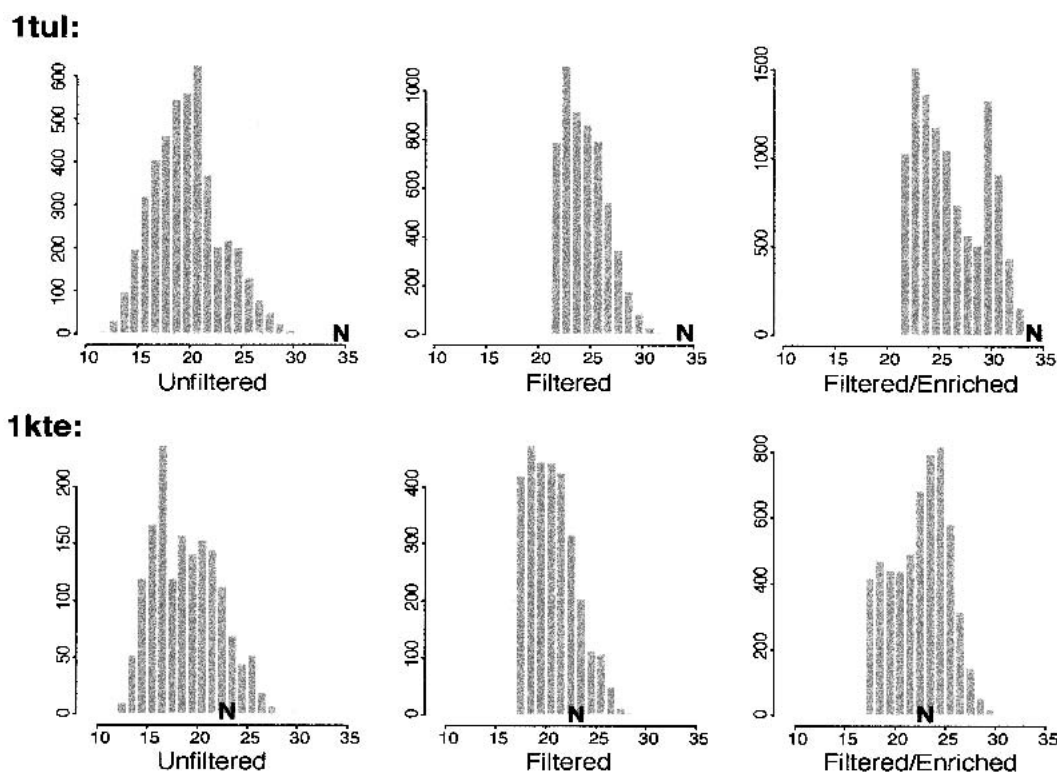 1tul:
0 100 200 300 400 500 600
N
10 15 20 25 30 35
Unfiltered
0 200 400 600 800 1000
N
10 15 20 25 30 35
Filtered
0 500 1000 1500
N
10 15 20 25 30 35
Filtered/Enriched
1kte:
0 50 100 150 200
N
10 15 20 25 30 35
Unfiltered
0 100 200 300 400
N
10 15 20 25 30 35
Filtered
0 200 400 600 800
N
10 15 20 25 30 35
Filtered/Enriched